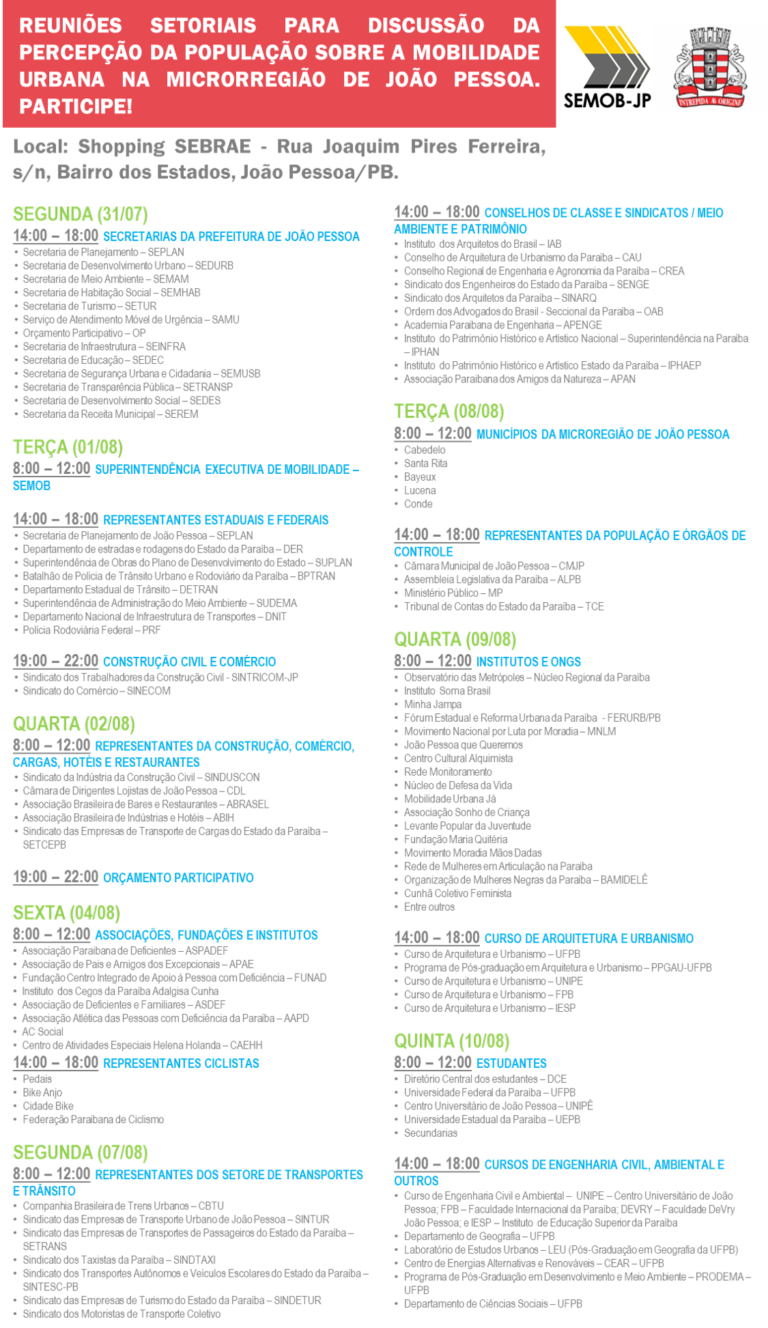 REUNIÕES SETORIAIS PARA DISCUSSÃO DA
PERCEPÇÃO DA POPULAÇÃO SOBRE A MOBILIDADE
URBANA NA MICRORREGIÃO DE JOÃO PESSOA.
PARTICIPE!
SEMOB-JP
INTREPIDA AB ORIGINE
Local: Shopping SEBRAE - Rua Joaquim Pires Ferreira,
s/n, Bairro dos Estados, João Pessoa/PB.
SEGUNDA (31/07)
14:00 – 18:00 SECRETARIAS DA PREFEITURA DE JOÃO PESSOA
• Secretaria de Planejamento – SEPLAN
• Secretaria de Desenvolvimento Urbano – SEDURB
• Secretaria de Meio Ambiente – SEMAM
• Secretaria de Habitação Social – SEMHAB
• Secretaria de Turismo – SETUR
• Serviço de Atendimento Móvel de Urgência – SAMU
• Orçamento Participativo – OP
• Secretaria de Infraestrutura – SEINFRA
• Secretaria de Educação – SEDEC
• Secretaria de Segurança Urbana e Cidadania – SEMUSB
• Secretaria de Transparência Pública – SETRANSP
• Secretaria de Desenvolvimento Social – SEDES
• Secretaria da Receita Municipal – SEREM
TERÇA (01/08)
8:00 – 12:00 SUPERINTENDÊNCIA EXECUTIVA DE MOBILIDADE –
SEMOB
14:00 – 18:00 REPRESENTANTES ESTADUAIS E FEDERAIS
• Secretaria de Planejamento de João Pessoa – SEPLAN
• Departamento de estradas e rodagens do Estado da Paraíba – DER
• Superintendência de Obras do Plano de Desenvolvimento do Estado – SUPLAN
• Batalhão de Polícia de Trânsito Urbano e Rodoviário da Paraíba – BPTRAN
• Departamento Estadual de Trânsito – DETRAN
• Superintendência de Administração do Meio Ambiente – SUDEMA
• Departamento Nacional de Infraestrutura de Transportes – DNIT
• Polícia Rodoviária Federal – PRF
19:00 – 22:00 CONSTRUÇÃO CIVIL E COMÉRCIO
• Sindicato dos Trabalhadores da Construção Civil - SINTRICOM-JP
• Sindicato do Comércio – SINECOM
QUARTA (02/08)
8:00 – 12:00 REPRESENTANTES DA CONSTRUÇÃO, COMÉRCIO,
CARGAS, HOTÉIS E RESTAURANTES
• Sindicato da Indústria da Construção Civil – SINDUSCON
• Câmara de Dirigentes Lojistas de João Pessoa – CDL
• Associação Brasileira de Bares e Restaurantes – ABRASEL
• Associação Brasileira de Indústrias e Hotéis – ABIH
• Sindicato das Empresas de Transporte de Cargas do Estado da Paraíba –
SETCEPB
19:00 – 22:00 ORÇAMENTO PARTICIPATIVO
SEXTA (04/08)
8:00 – 12:00 ASSOCIAÇÕES, FUNDAÇÕES E INSTITUTOS
• Associação Paraibana de Deficientes – ASPADEF
• Associação de Pais e Amigos dos Excepcionais – APAE
• Fundação Centro Integrado de Apoio à Pessoa com Deficiência – FUNAD
• Instituto dos Cegos da Paraíba Adalgisa Cunha
• Associação de Deficientes e Familiares – ASDEF
• Associação Atlética das Pessoas com Deficiência da Paraíba – AAPD
• AC Social
• Centro de Atividades Especiais Helena Holanda – CAEHH
14:00 – 18:00 REPRESENTANTES CICLISTAS
• Pedais
• Bike Anjo
• Cidade Bike
• Federação Paraibana de Ciclismo
SEGUNDA (07/08)
8:00 – 12:00 REPRESENTANTES DOS SETORE DE TRANSPORTES
E TRÂNSITO
• Companhia Brasileira de Trens Urbanos – CBTU
• Sindicato das Empresas de Transporte Urbano de João Pessoa – SINTUR
• Sindicato das Empresas de Transportes de Passageiros do Estado da Paraíba –
SETRANS
• Sindicato dos Taxistas da Paraíba – SINDTAXI
• Sindicato dos Transportes Autônomos e Veículos Escolares do Estado da Paraíba –
SINTESC-PB
• Sindicato das Empresas de Turismo do Estado da Paraíba – SINDETUR
• Sindicato dos Motoristas de Transporte Coletivo
14:00 – 18:00 CONSELHOS DE CLASSE E SINDICATOS / MEIO
AMBIENTE E PATRIMÔNIO
• Instituto dos Arquitetos do Brasil – IAB
• Conselho de Arquitetura de Urbanismo da Paraíba – CAU
• Conselho Regional de Engenharia e Agronomia da Paraíba – CREA
• Sindicato dos Engenheiros do Estado da Paraíba – SENGE
• Sindicato dos Arquitetos da Paraíba – SINARQ
• Ordem dos Advogados do Brasil - Seccional da Paraíba – OAB
• Academia Paraibana de Engenharia – APENGE
• Instituto do Patrimônio Histórico e Artístico Nacional – Superintendência na Paraíba
– IPHAN
• Instituto do Patrimônio Histórico e Artístico Estado da Paraíba – IPHAEP
• Associação Paraibana dos Amigos da Natureza – APAN
TERÇA (08/08)
8:00 – 12:00 MUNICÍPIOS DA MICROREGIÃO DE JOÃO PESSOA
• Cabedelo
• Santa Rita
• Bayeux
• Lucena
• Conde
14:00 – 18:00 REPRESENTANTES DA POPULAÇÃO E ÓRGÃOS DE
CONTROLE
• Câmara Municipal de João Pessoa – CMJP
• Assembleia Legislativa da Paraíba – ALPB
• Ministério Público – MP
• Tribunal de Contas do Estado da Paraíba – TCE
QUARTA (09/08)
8:00 – 12:00 INSTITUTOS E ONGS
• Observatório das Metrópoles – Núcleo Regional da Paraíba
• Instituto Soma Brasil
• Minha Jampa
• Fórum Estadual e Reforma Urbana da Paraíba - FERURB/PB
• Movimento Nacional por Luta por Moradia – MNLM
• João Pessoa que Queremos
• Centro Cultural Alquimista
• Rede Monitoramento
• Núcleo de Defesa da Vida
• Mobilidade Urbana Já
• Associação Sonho de Criança
• Levante Popular da Juventude
• Fundação Maria Quitéria
• Movimento Moradia Mãos Dadas
• Rede de Mulheres em Articulação na Paraíba
• Organização de Mulheres Negras da Paraíba – BAMIDELÊ
• Cunhã Coletivo Feminista
• Entre outros
14:00 – 18:00 CURSO DE ARQUITETURA E URBANISMO
• Curso de Arquitetura e Urbanismo – UFPB
• Programa de Pós-graduação em Arquitetura e Urbanismo – PPGAU-UFPB
• Curso de Arquitetura e Urbanismo – UNIPE
• Curso de Arquitetura e Urbanismo – FPB
• Curso de Arquitetura e Urbanismo – IESP
QUINTA (10/08)
8:00 – 12:00 ESTUDANTES
• Diretório Central dos estudantes – DCE
• Universidade Federal da Paraíba – UFPB
• Centro Universitário de João Pessoa – UNIPÊ
• Universidade Estadual da Paraíba – UEPB
• Secundarias
14:00 – 18:00 CURSOS DE ENGENHARIA CIVIL, AMBIENTAL E
OUTROS
• Curso de Engenharia Civil e Ambiental – UNIPE – Centro Universitário de João
Pessoa; FPB – Faculdade Internacional da Paraíba; DEVRY – Faculdade DeVry
João Pessoa; e IESP – Instituto de Educação Superior da Paraíba
• Departamento de Geografia – UFPB
• Laboratório de Estudos Urbanos – LEU (Pós-Graduação em Geografia da UFPB)
• Centro de Energias Alternativas e Renováveis – CEAR – UFPB
• Programa de Pós-Graduação em Desenvolvimento e Meio Ambiente – PRODEMA –
UFPB
• Departamento de Ciências Sociais – UFPB